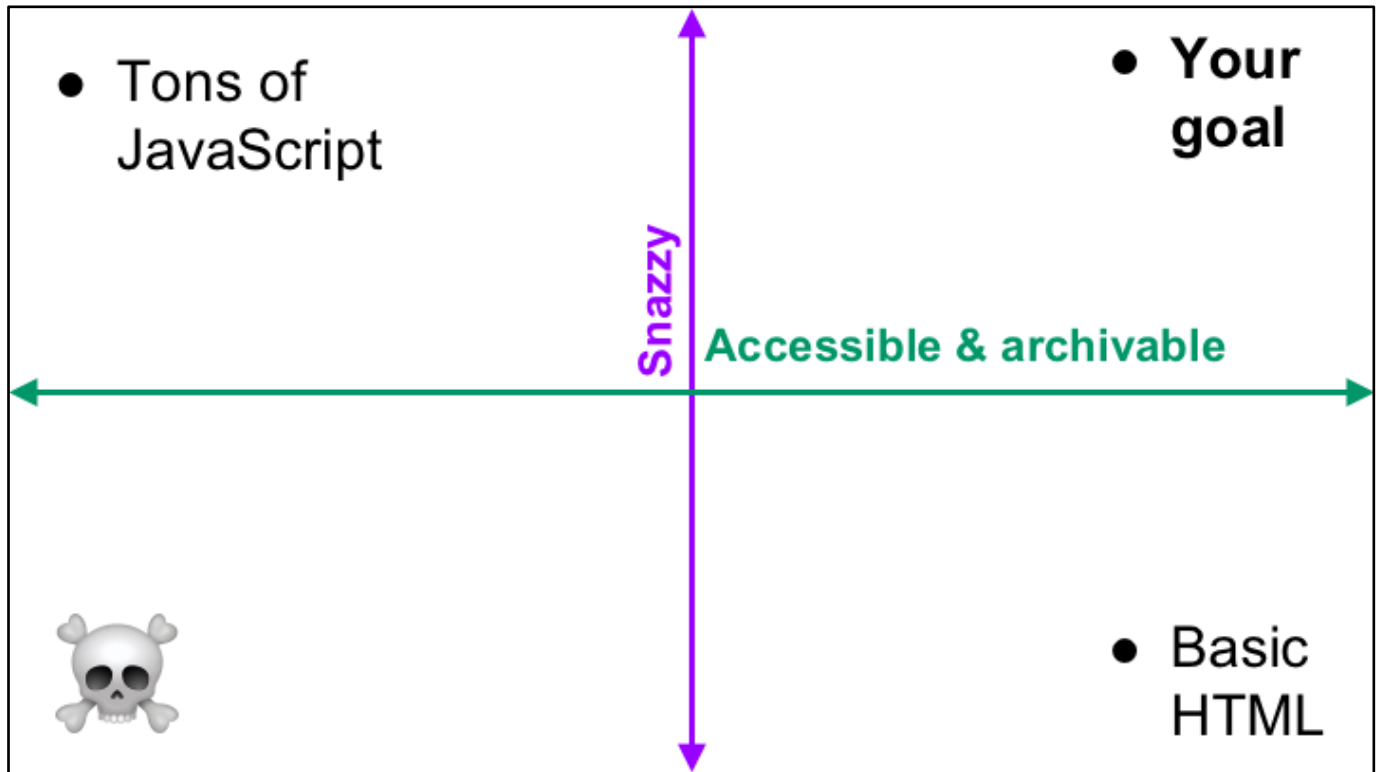 ● Tons of
JavaScript
● Your
goal
Snazzy
Accessible & archivable
● Basic
HTML